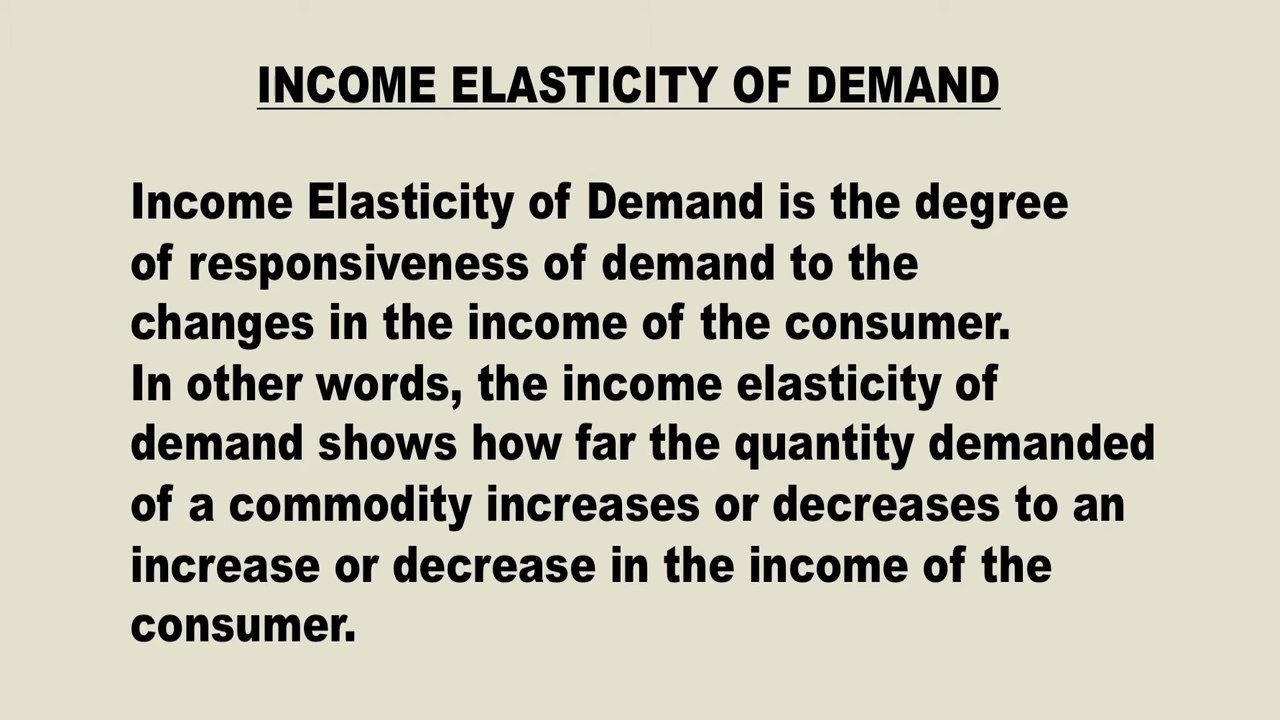 INCOME ELASTICITY OF DEMAND
Income Elasticity of Demand is the degree
of responsiveness of demand to the
changes in the income of the consumer.
In other words, the income elasticity of
demand shows how far the quantity demanded
of a commodity increases or decreases to an
increase or decrease in the income of the
consumer.